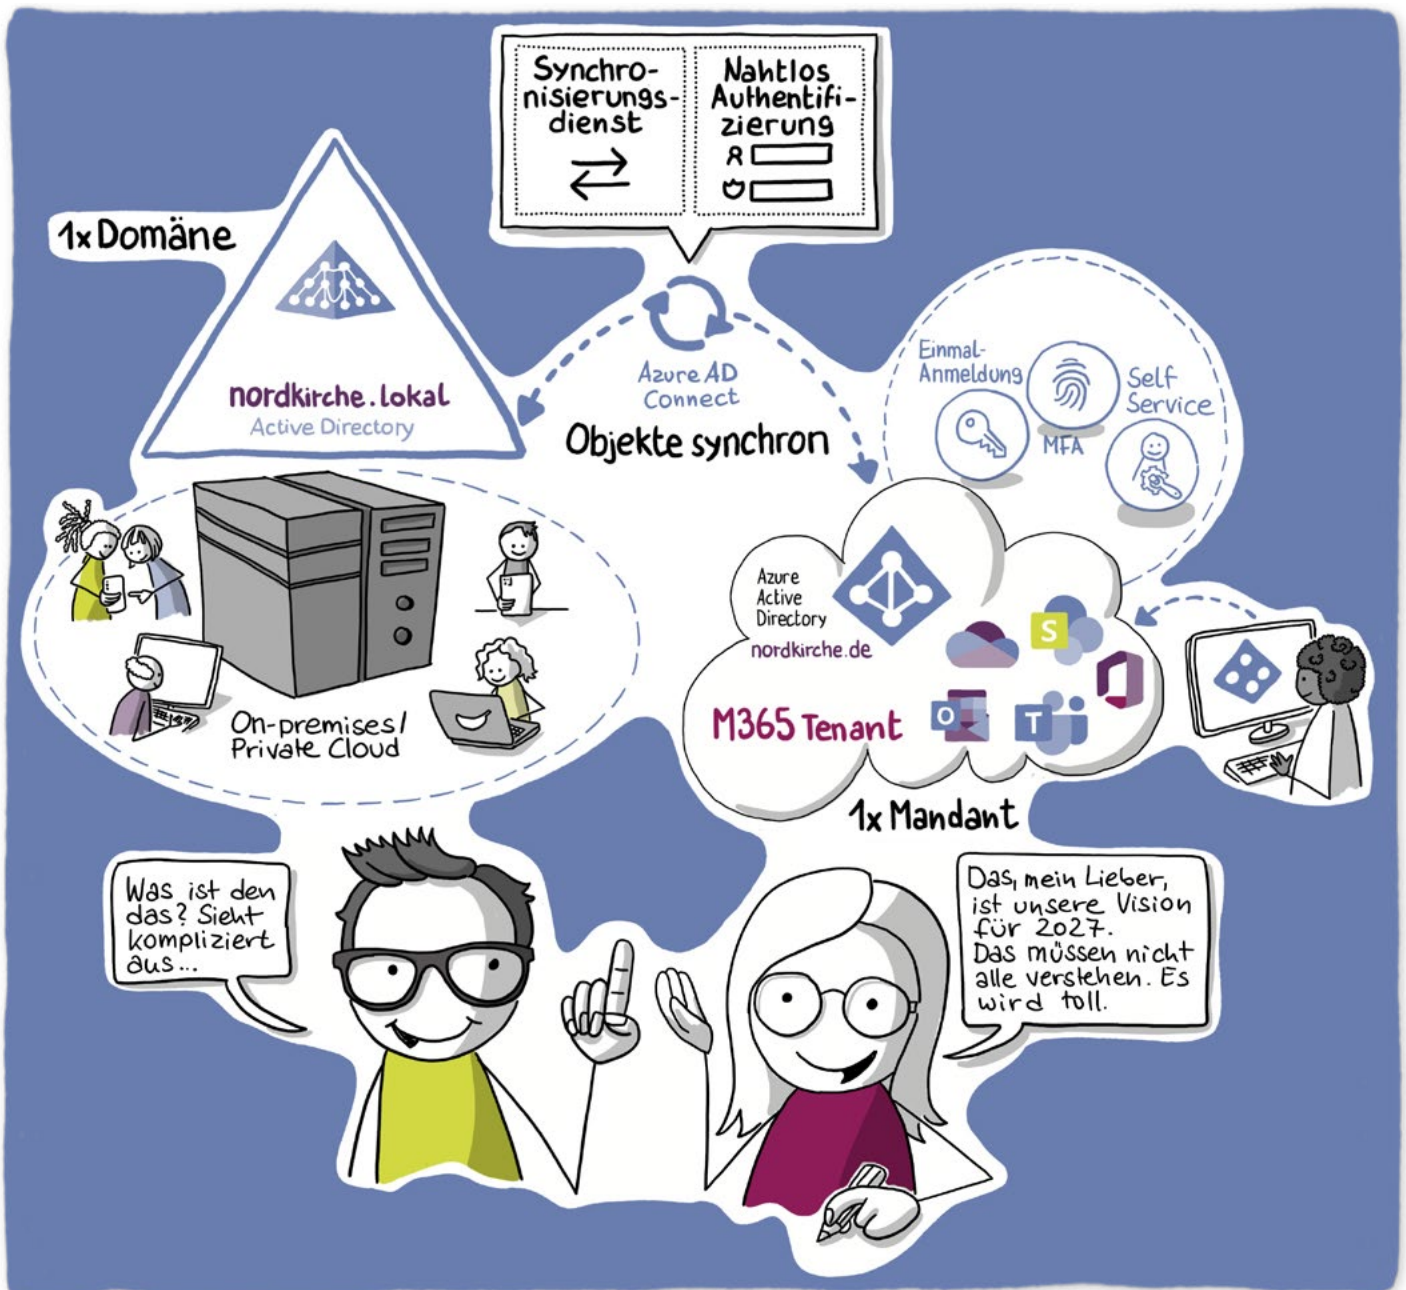 Synchro-
nisierungs-
dienst
Nahtlos
Authentifi-
zierung
1x Domäne
nordkirche.lokal
Active Directory
Azure AD
Connect
Objekte synchron
Einmal-
Anmeldung
MFA
Self
Service
On-premises/
Private Cloud
Azure
Active
Directory
nordkirche.de
S
O
T
M365 Tenant
1x Mandant
Was ist den
das? Sieht
kompliziert
aus...
Das, mein Lieber,
ist unsere Vision
für 2027.
Das müssen nicht
alle verstehen. Es
wird toll.